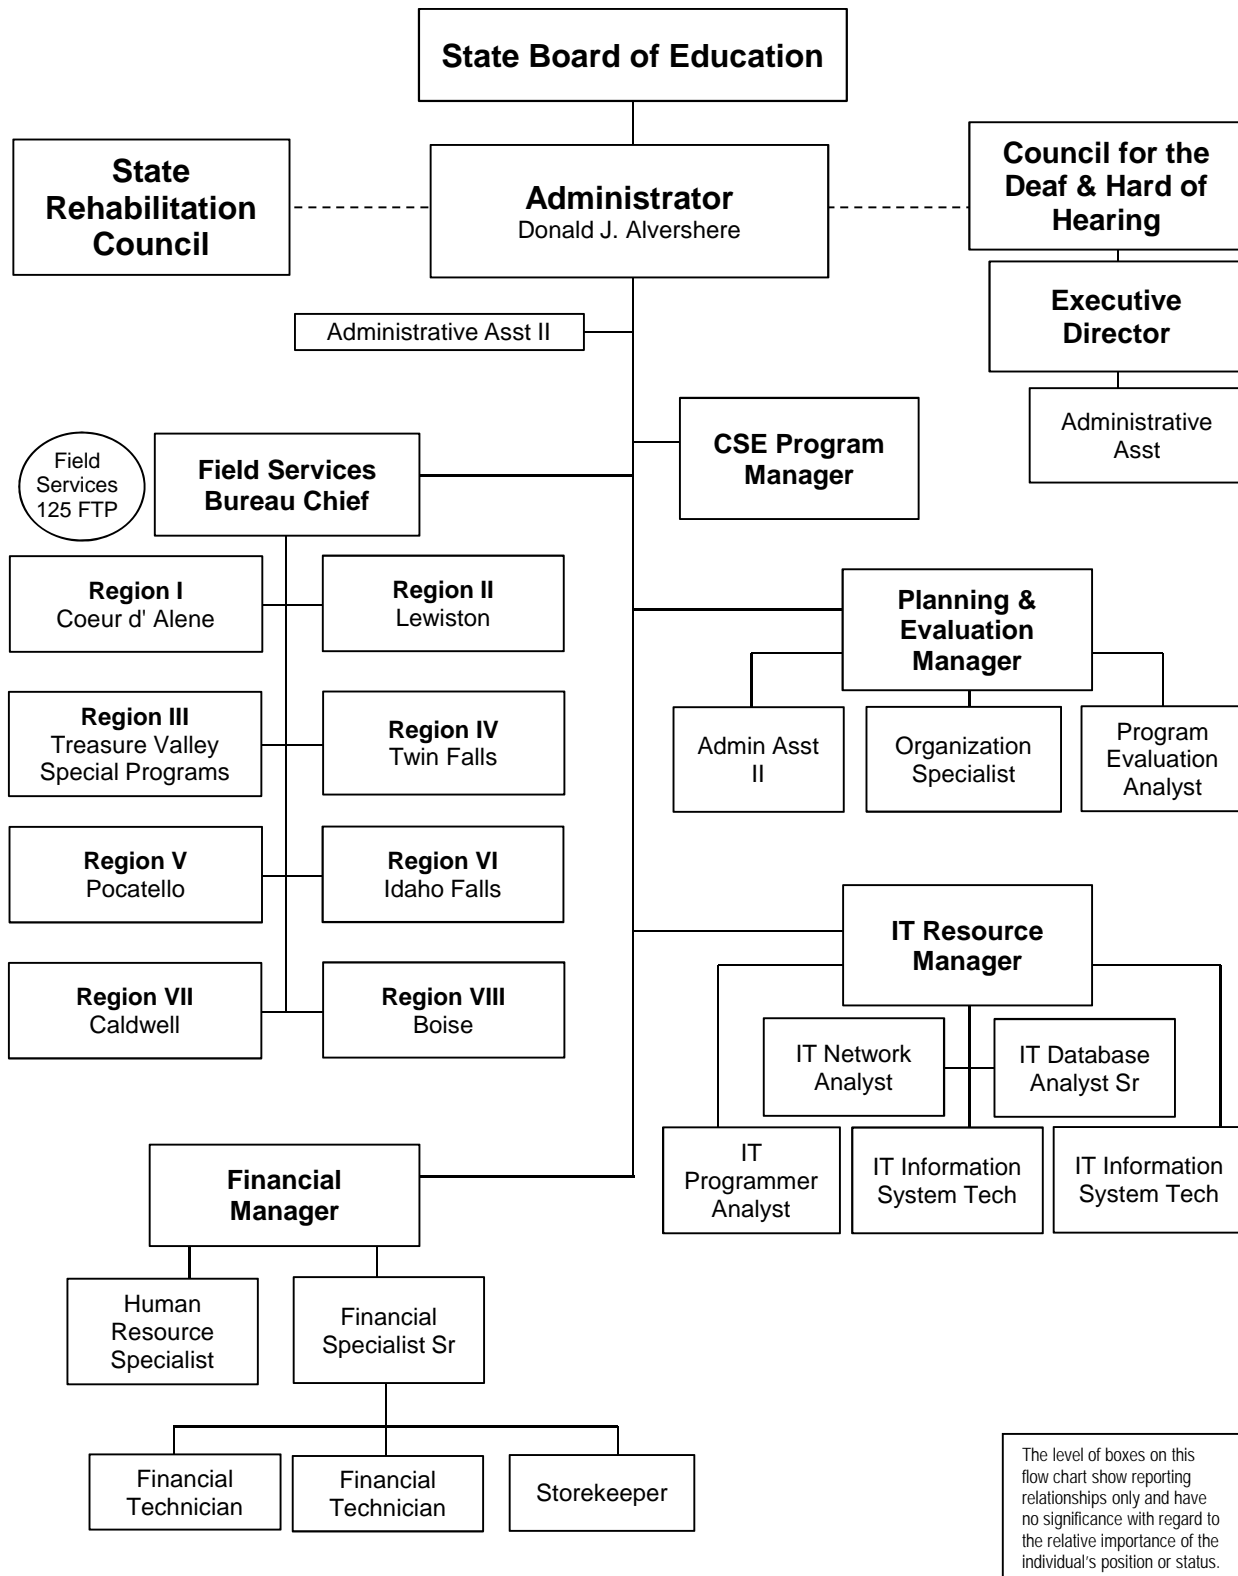 State Board of Education
State
Rehabilitation
Council
Administrator
Donald J. Alvershere
Council for the
Deaf & Hard of
Hearing
Executive
Director
Administrative
Asst
Administrative Asst II
CSE Program
Manager
Field
Services
125 FTP
Field Services
Bureau Chief
Region I
Coeur d' Alene
Region II
Lewiston
Region III
Treasure Valley
Special Programs
Region IV
Twin Falls
Region V
Pocatello
Region VI
Idaho Falls
Region VII
Caldwell
Region VIII
Boise
Planning &
Evaluation
Manager
Admin Asst
II
Organization
Specialist
Program
Evaluation
Analyst
IT Resource
Manager
IT Network
Analyst
IT Database
Analyst Sr
IT
Programmer
Analyst
IT Information
System Tech
IT Information
System Tech
Financial
Manager
Human
Resource
Specialist
Financial
Specialist Sr
Financial
Technician
Financial
Technician
Storekeeper
The level of boxes on this
flow chart show reporting
relationships only and have
no significance with regard to
the relative importance of the
individual's position or status.